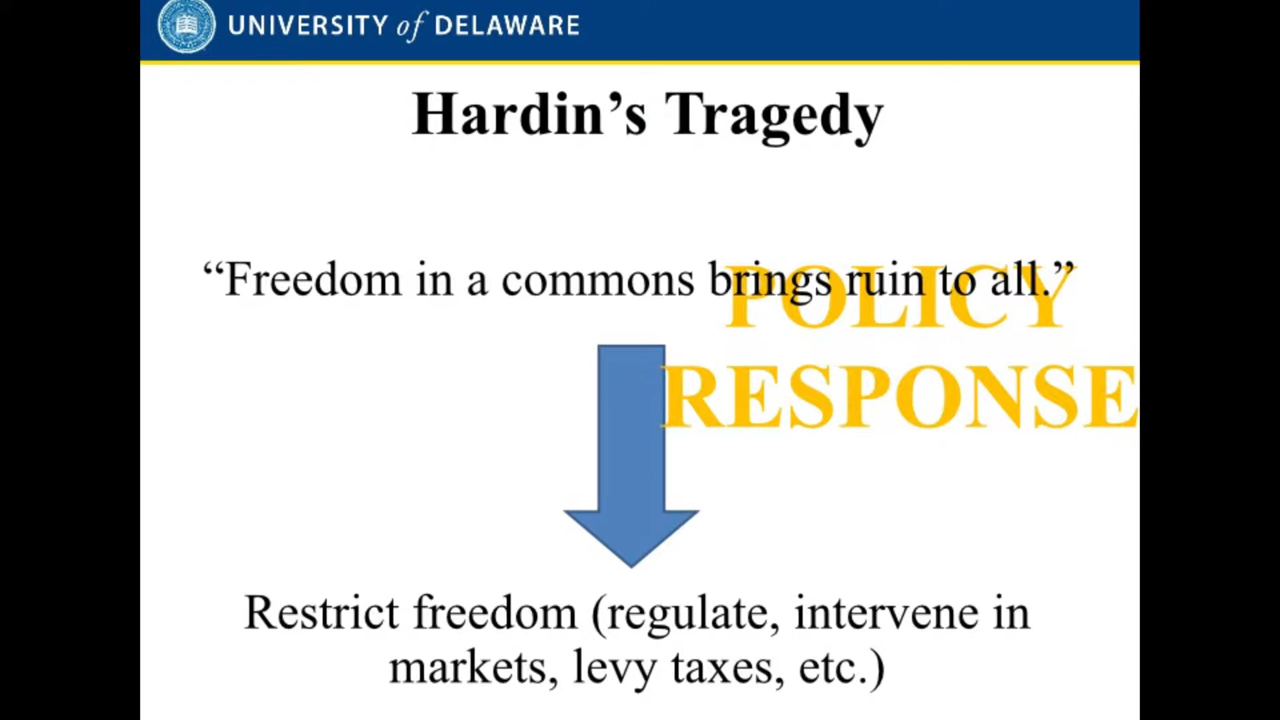 UNIVERSITY of DELAWARE
Hardin’s Tragedy
“Freedom in a commons brings ruin to all.”
POLICY
RESPONSE
Restrict freedom (regulate, intervene in
markets, levy taxes, etc.)